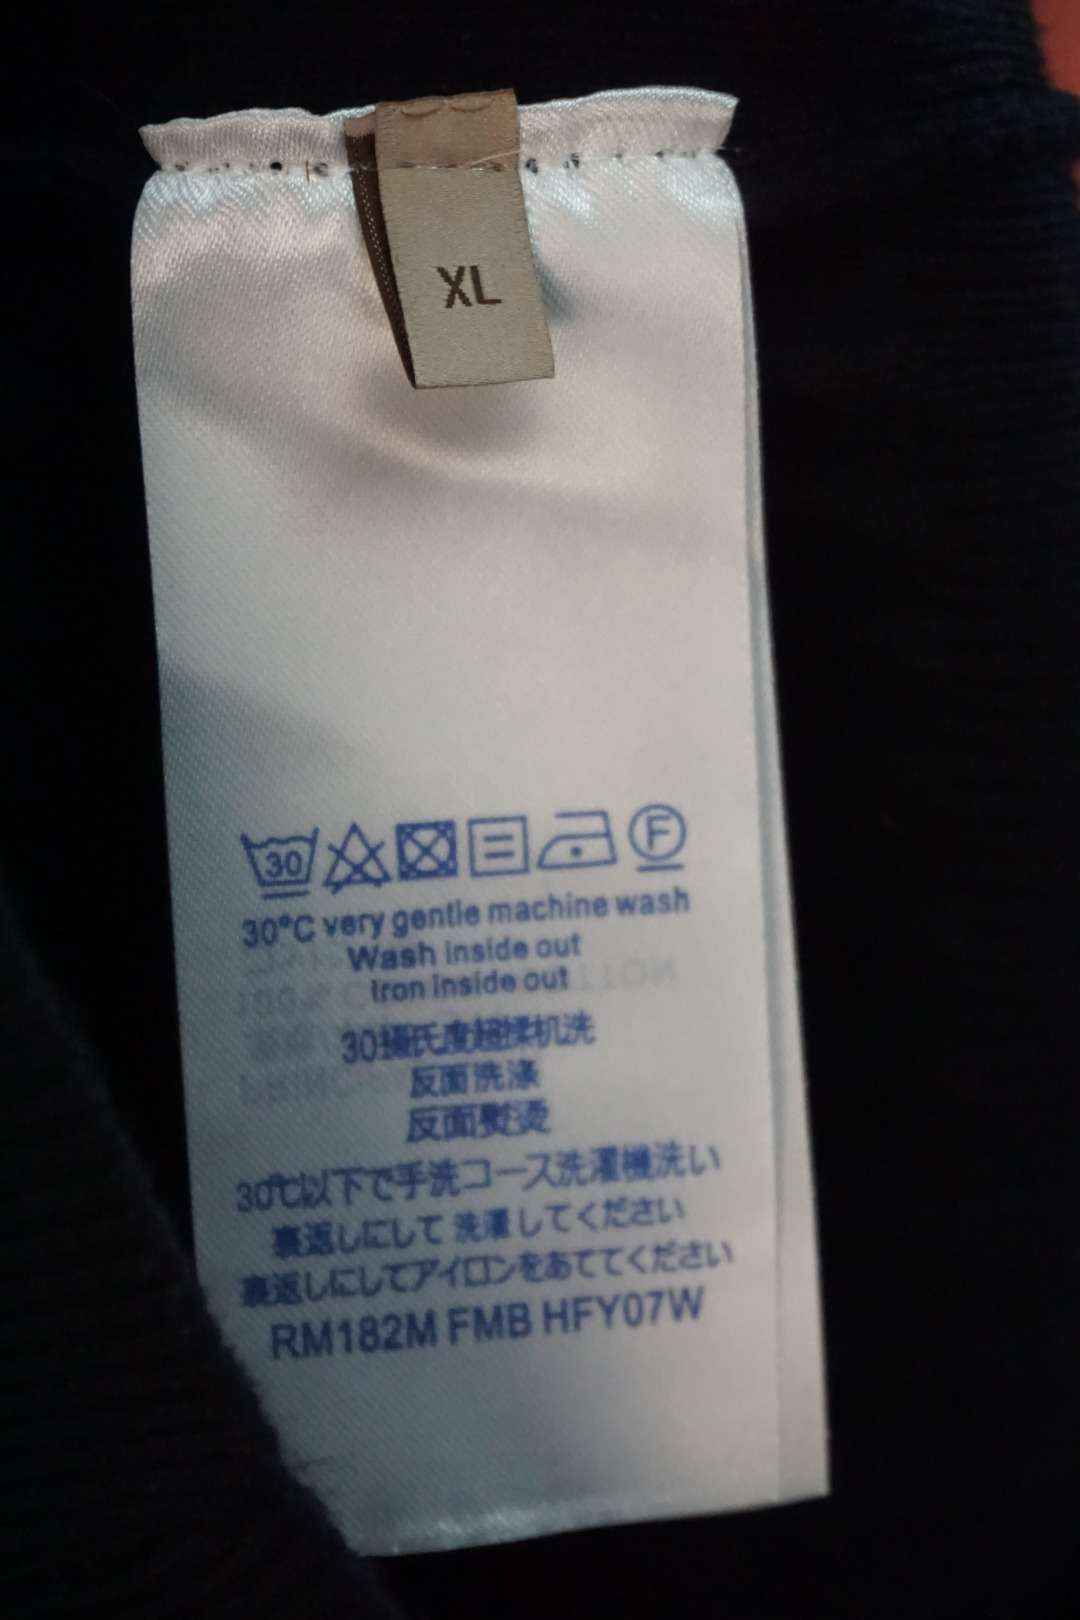 XL
30
F
30°C very gentle machine wash
Wash inside out
Iron inside out
30摄氏度超揉机洗
反面洗涤
反面熨烫
30℃以下で手洗コース洗濯機洗い
裏返しにして 洗濯してください
裏返しにしてアイロンをあててください
RM182M FMB HFY07W